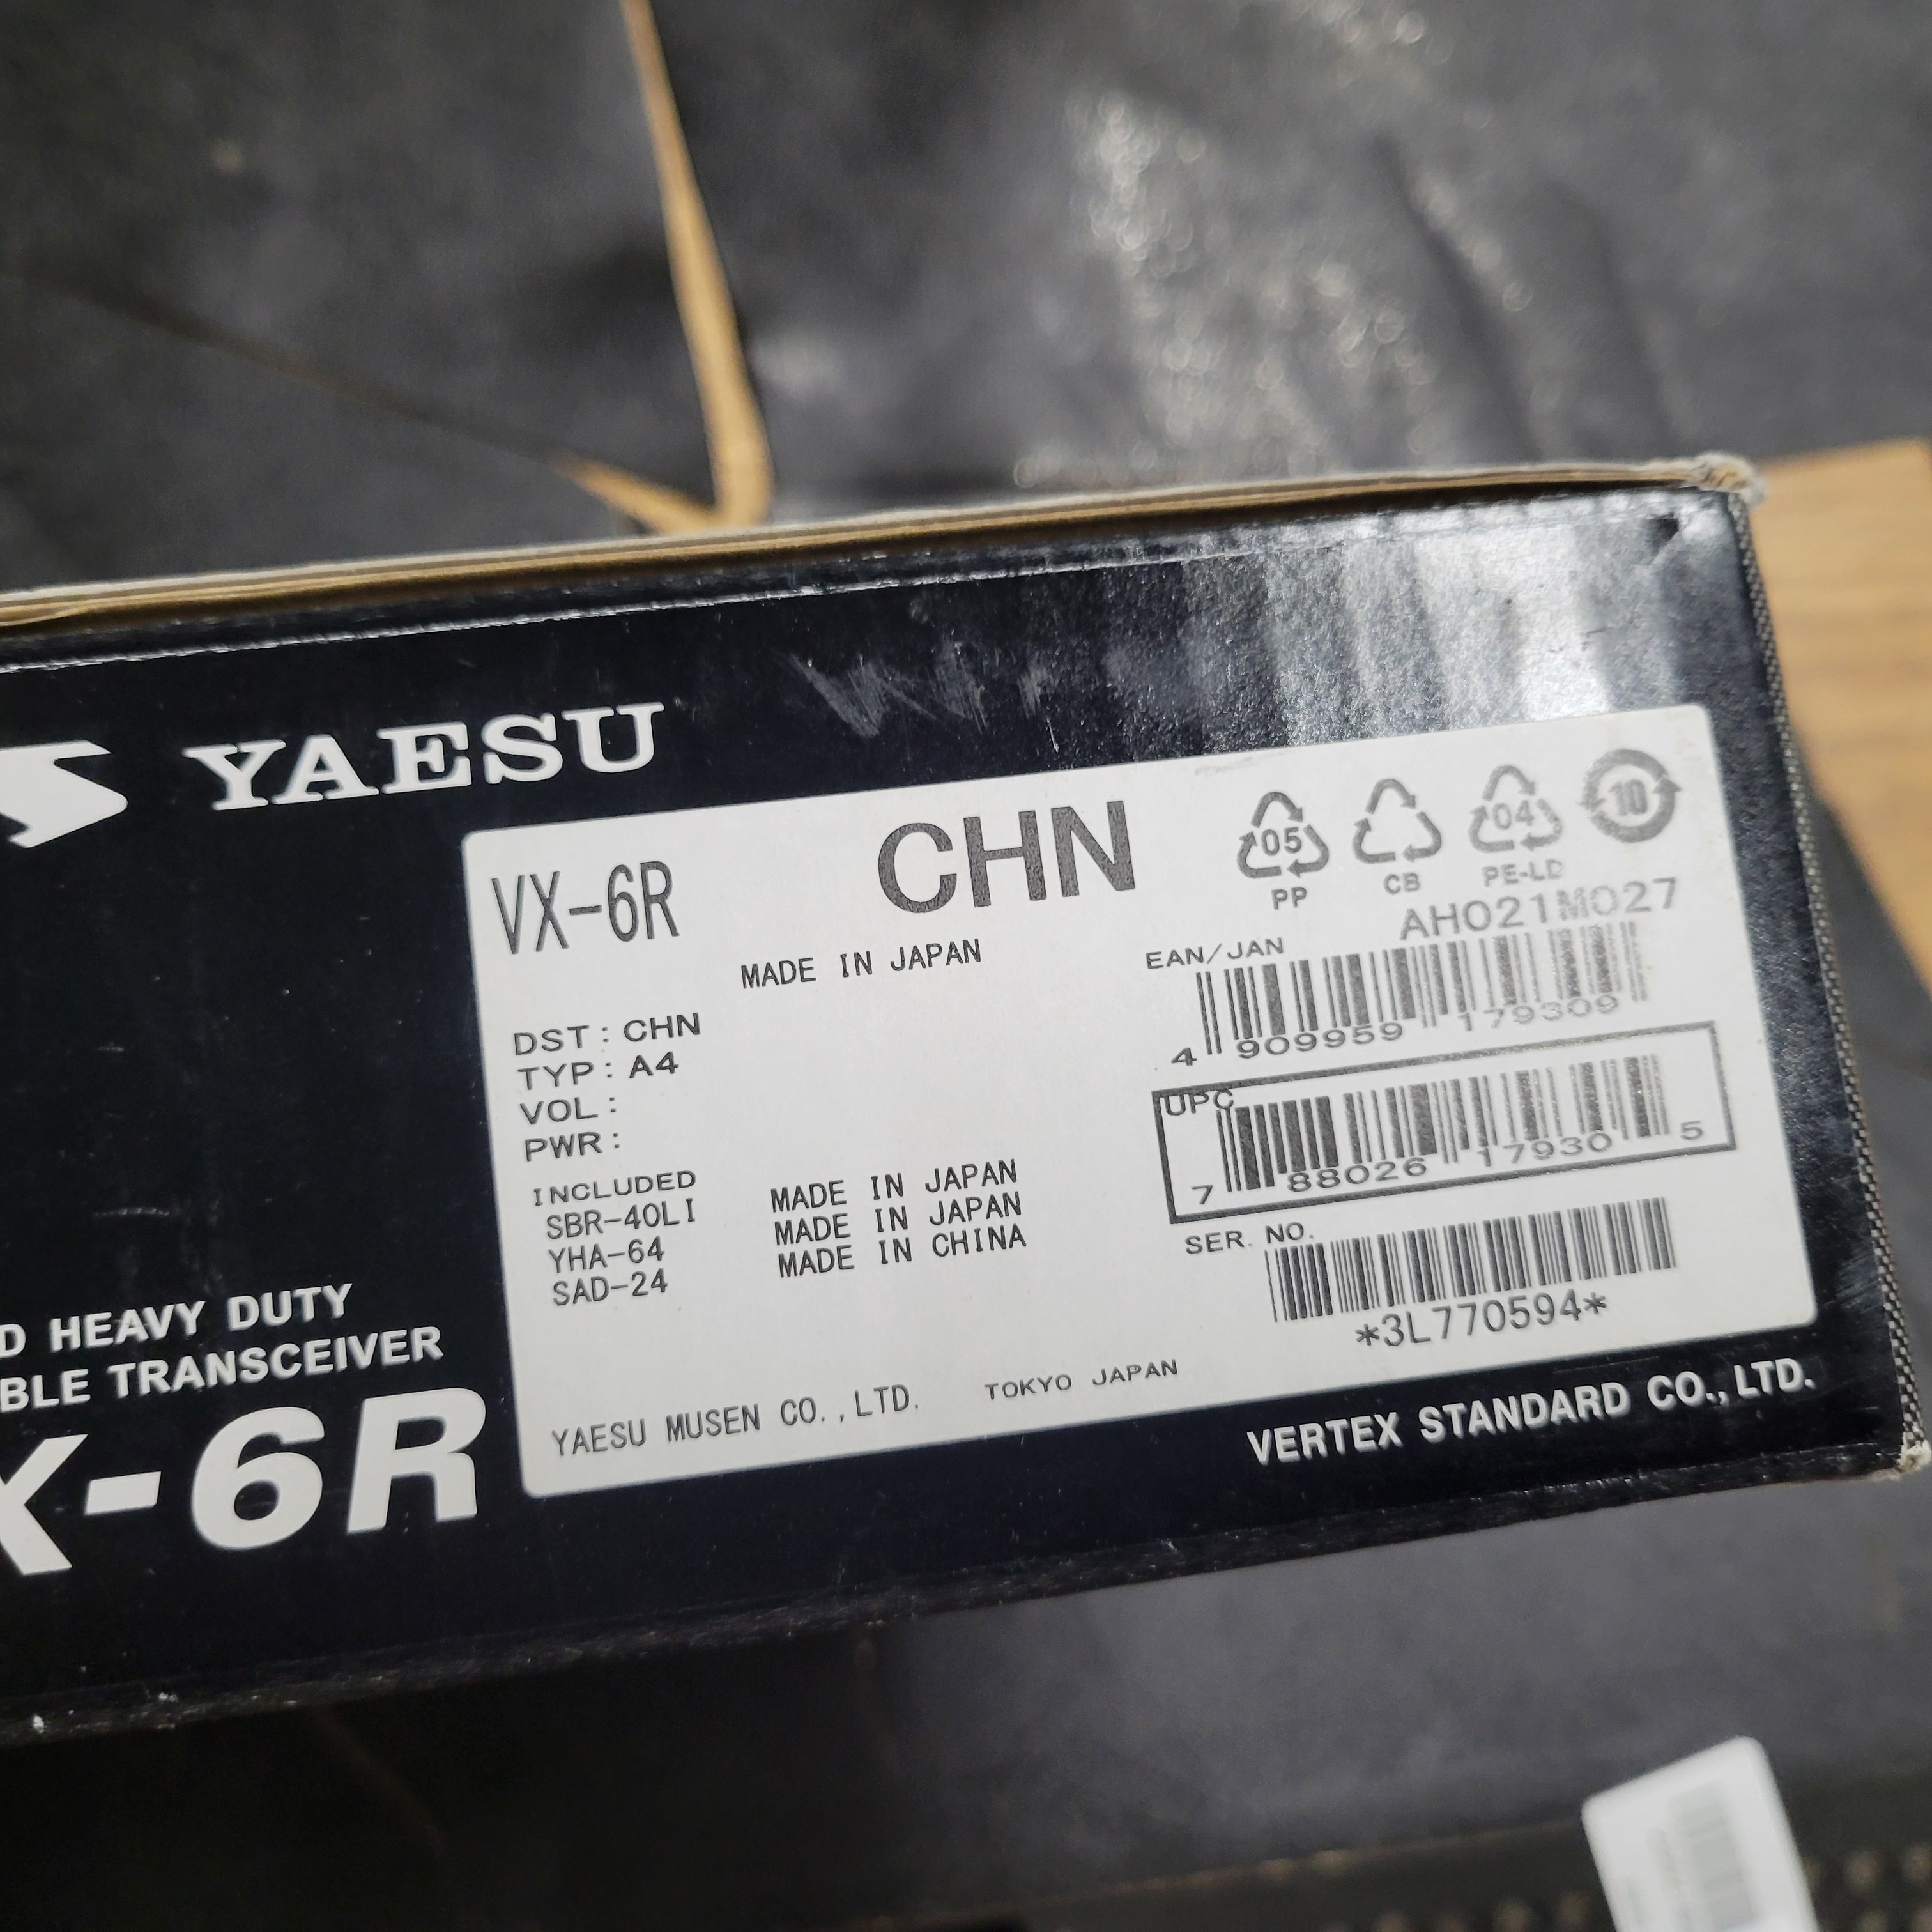 YAESU
VX-6R
CHN
05
PP
CB
04
PE-LD
10
AH021M027
MADE IN JAPAN
EAN/JAN
4 909959 179309
DST: CHN
TYP: A4
VOL:
PWR:
UPC
7 88026 17930 5
INCLUDED
SBR-40LI MADE IN JAPAN
YHA-64 MADE IN JAPAN
SAD-24 MADE IN CHINA
SER. NO.
*3L770594*
YAESU MUSEN CO.,LTD. TOKYO JAPAN
D HEAVY DUTY
BLE TRANSCEIVER
X-6R
VERTEX STANDARD CO., LTD.